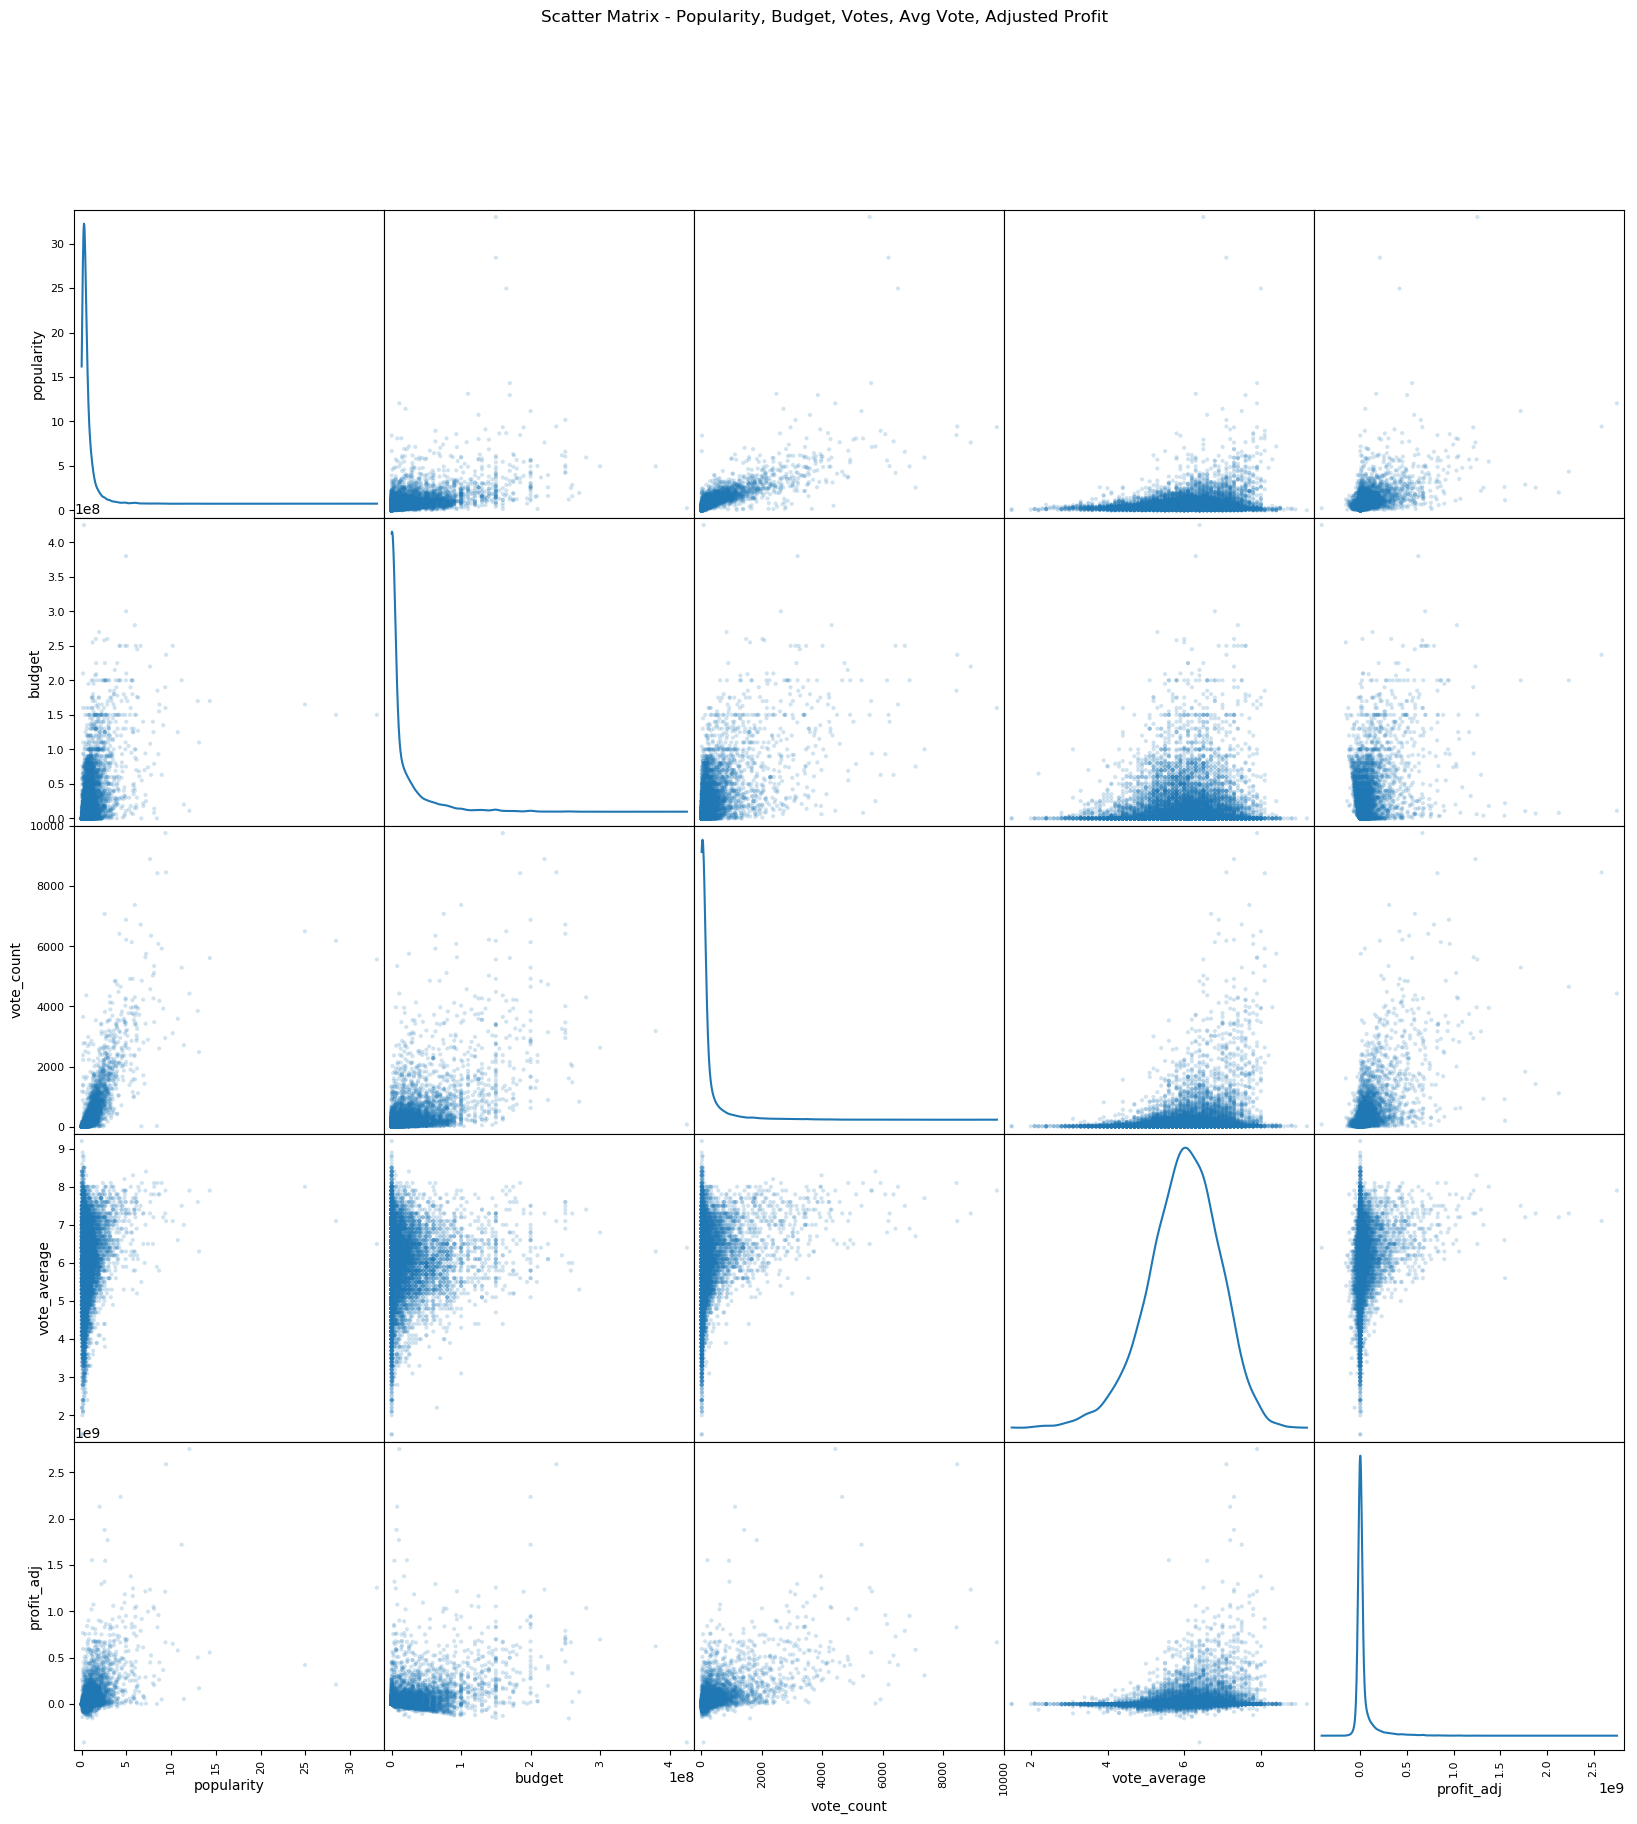 Scatter Matrix - Popularity, Budget, Votes, Avg Vote, Adjusted Profit
30
25
20
15
10
5
0
popularity
1e8
4.0
3.5
3.0
2.5
2.0
1.5
1.0
0.5
0.0
budget
10000
8000
6000
4000
2000
0
vote_count
9
8
7
6
5
4
3
2
vote_average
1e9
2.5
2.0
1.5
1.0
0.5
0.0
profit_adj
0 5 10 15 20 25 30
popularity
0 1 2 3 4
budget
1e8
0 2000 4000 6000 8000 10000
vote_count
2 4 6 8
vote_average
0.0 0.5 1.0 1.5 2.0 2.5
profit_adj
1e9